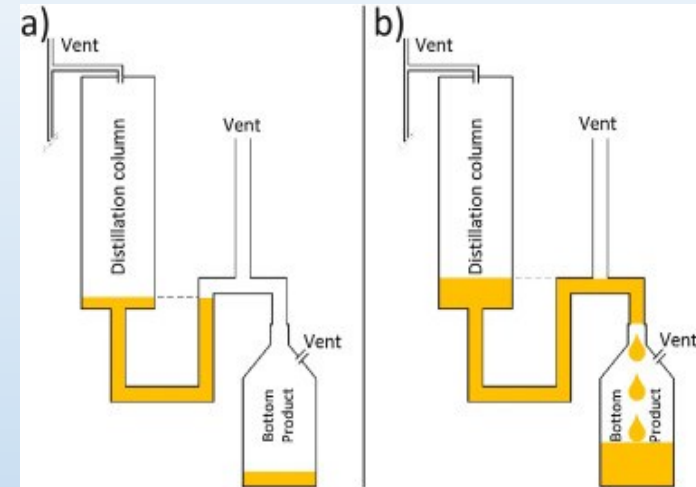 a)
Vent
Distillation column
Vent
Vent
Bottom
Product
b)
Vent
Distillation column
Vent
Vent
Bottom
Product